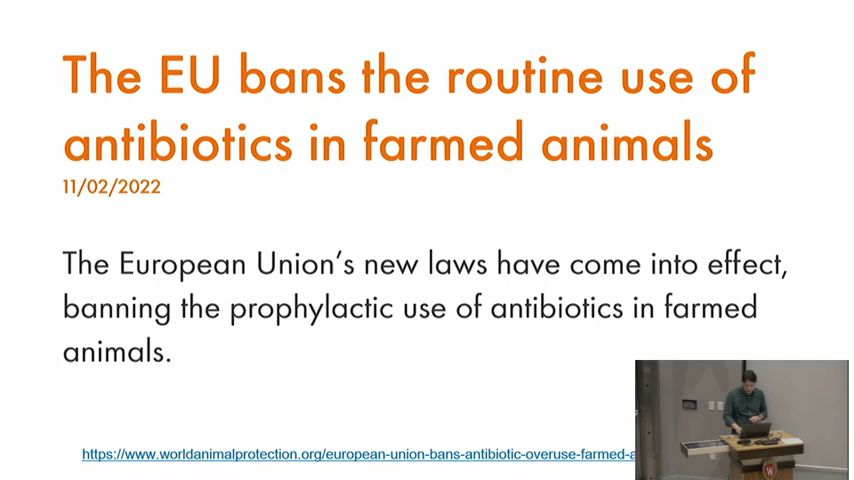 The EU bans the routine use of
antibiotics in farmed animals
11/02/2022
The European Union's new laws have come into effect,
banning the prophylactic use of antibiotics in farmed
animals.
https://www.worldanimalprotection.org/european-union-bans-antibiotic-overuse-farmed-a
W